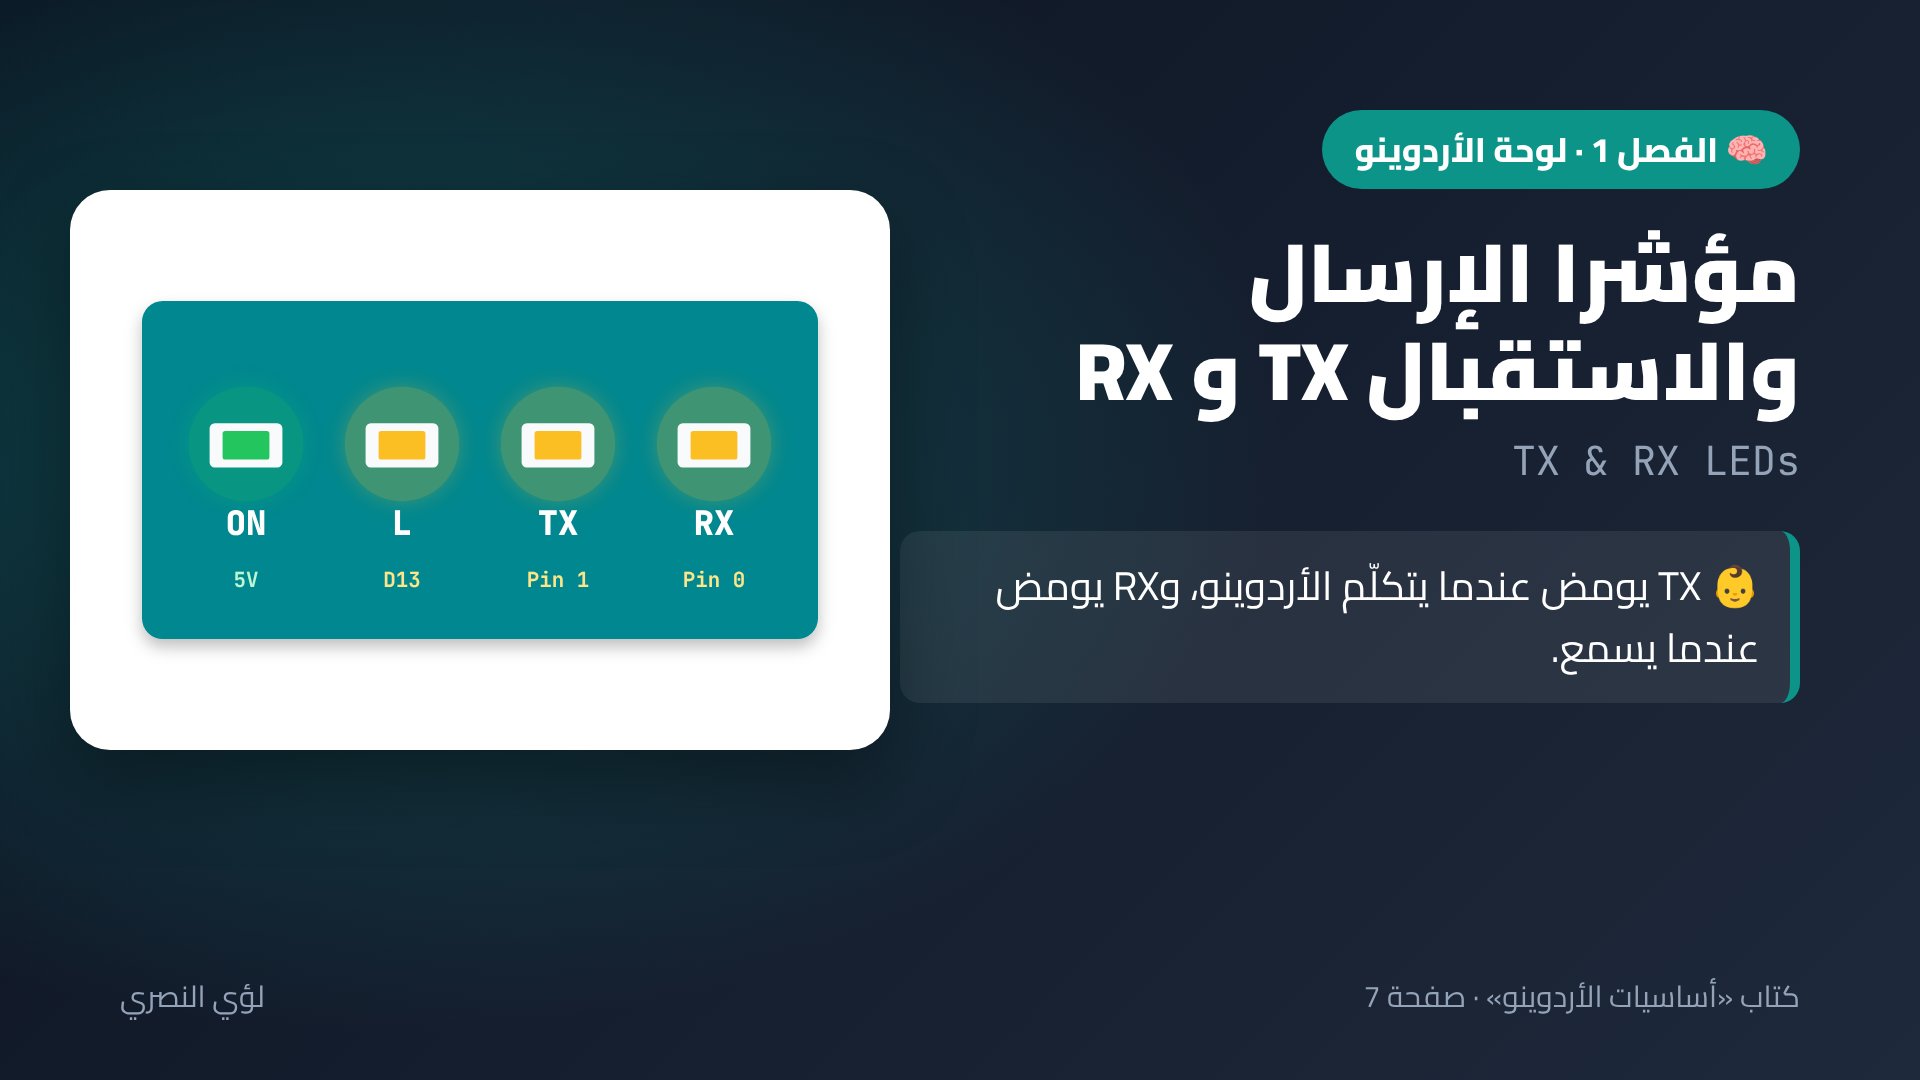 🧠 الفصل 1 · لوحة الأردوينو
مؤشرا الإرسال
والاستقبال TX و RX
TX & RX LEDs
👶 TX يومض عندما يتكلّم الأردوينو، وRX يومض
عندما يسمع.
ON L TX RX
5V D13 Pin 1 Pin 0
كتاب «أساسيات الأردوينو» · صفحة 7
لؤي النصري